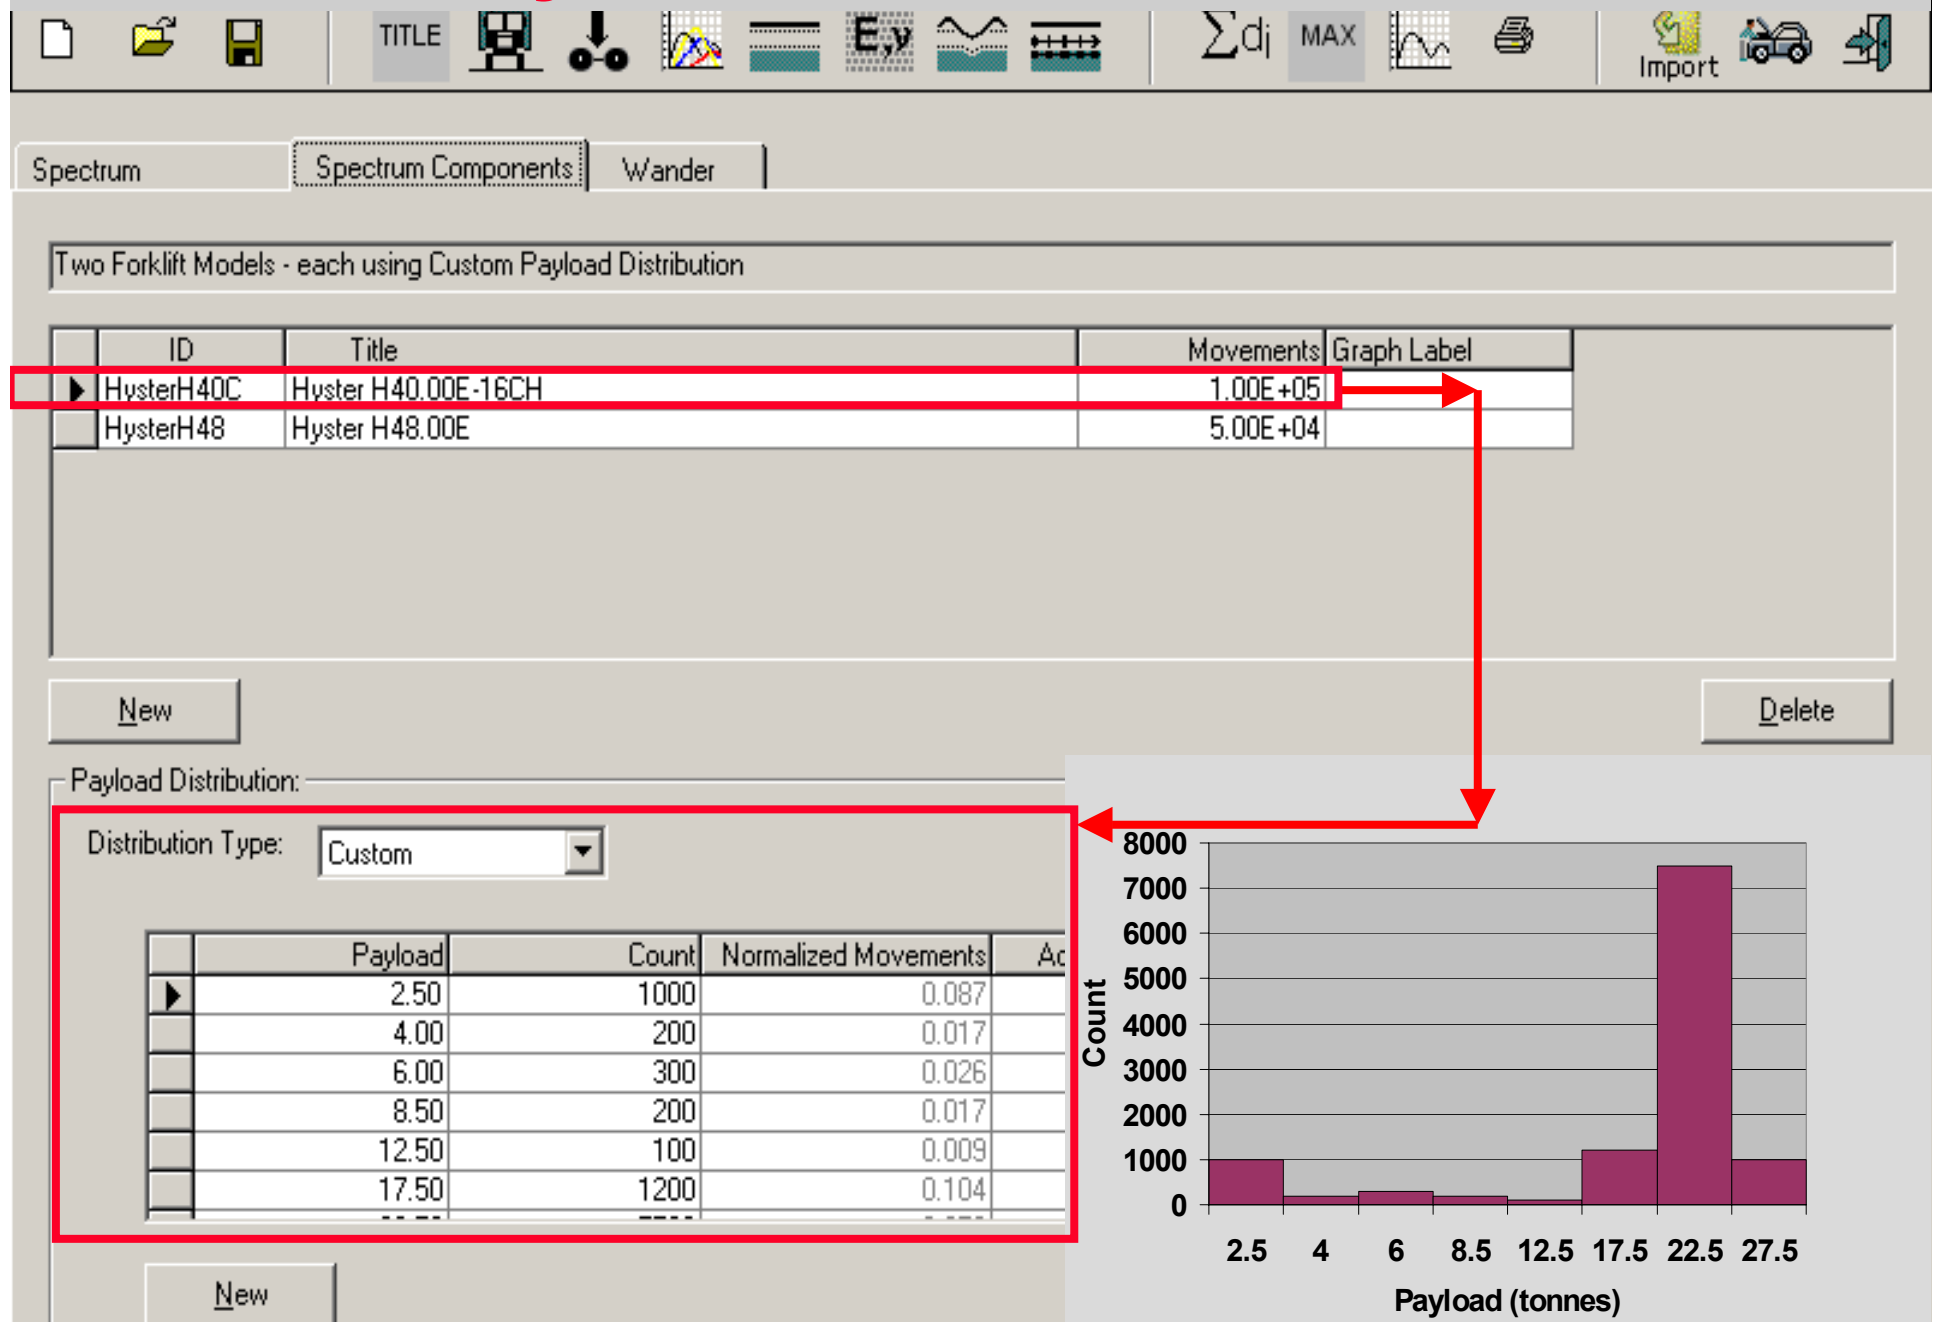 TITLE
E,ν
∑dj
MAX
Import
Spectrum
Spectrum Components
Wander
Two Forklift Models - each using Custom Payload Distribution
ID Title Movements Graph Label
HysterH40C Hyster H40.00E-16CH 1.00E+05
HysterH48 Hyster H48.00E 5.00E+04
New
Delete
Payload Distribution:
Distribution Type: Custom
Payload Count Normalized Movements
2.50 1000 0.087
4.00 200 0.017
6.00 300 0.026
8.50 200 0.017
12.50 100 0.009
17.50 1200 0.104
New
8000
7000
6000
5000
4000
3000
2000
1000
0
Count
2.5 4 6 8.5 12.5 17.5 22.5 27.5
Payload (tonnes)